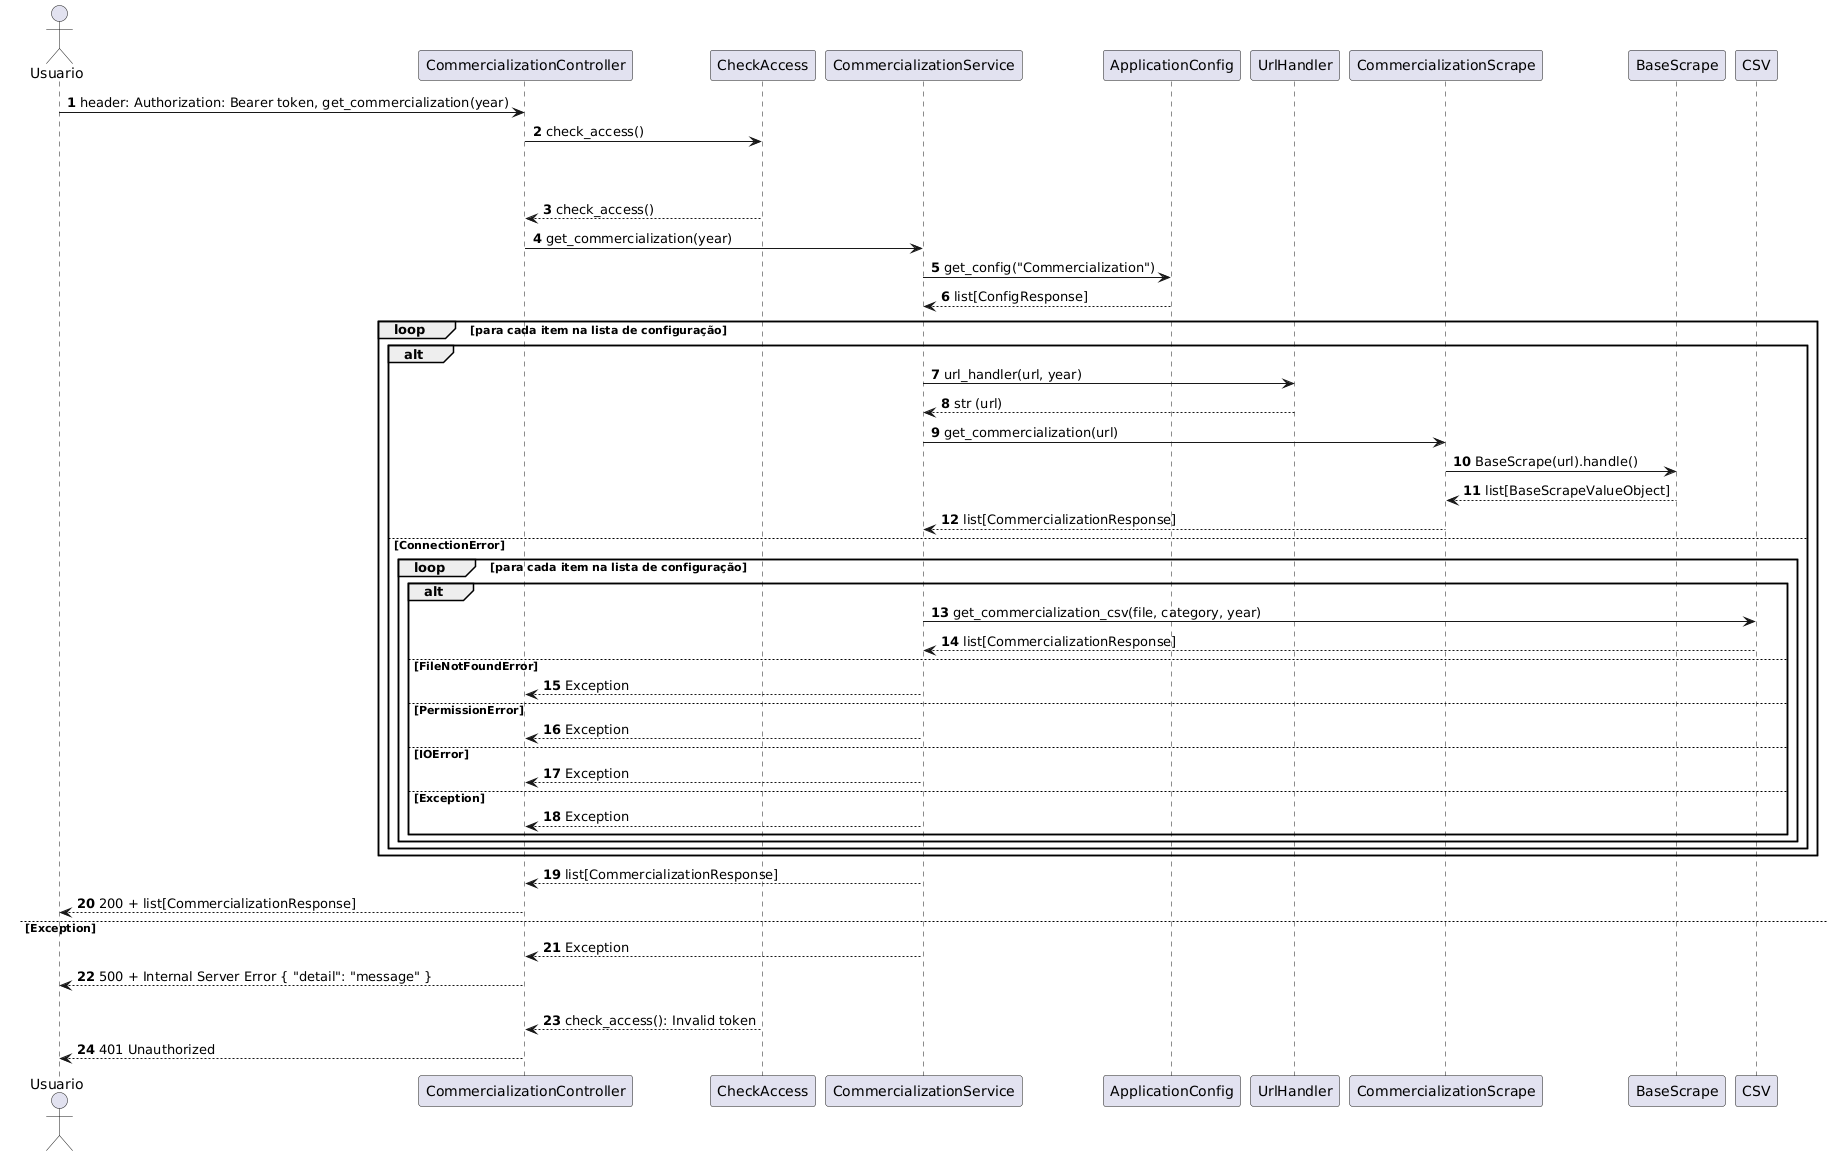 Usuario
CommercializationController
CheckAccess
CommercializationService
ApplicationConfig
UrlHandler
CommercializationScrape
BaseScrape
CSV
1 header: Authorization: Bearer token, get_commercialization(year)
2 check_access()
3 check_access()
4 get_commercialization(year)
5 get_config("Commercialization")
6 list[ConfigResponse]
loop [para cada item na lista de configuração]
alt
7 url_handler(url, year)
8 str (url)
9 get_commercialization(url)
10 BaseScrape(url).handle()
11 list[BaseScrapeValueObject]
12 list[CommercializationResponse]
[ConnectionError]
loop [para cada item na lista de configuração]
alt
13 get_commercialization_csv(file, category, year)
14 list[CommercializationResponse]
[FileNotFoundError]
15 Exception
[PermissionError]
16 Exception
[IOError]
17 Exception
[Exception]
18 Exception
19 list[CommercializationResponse]
20 200 + list[CommercializationResponse]
[Exception]
21 Exception
22 500 + Internal Server Error { "detail": "message" }
23 check_access(): Invalid token
24 401 Unauthorized
Usuario
CommercializationController
CheckAccess
CommercializationService
ApplicationConfig
UrlHandler
CommercializationScrape
BaseScrape
CSV